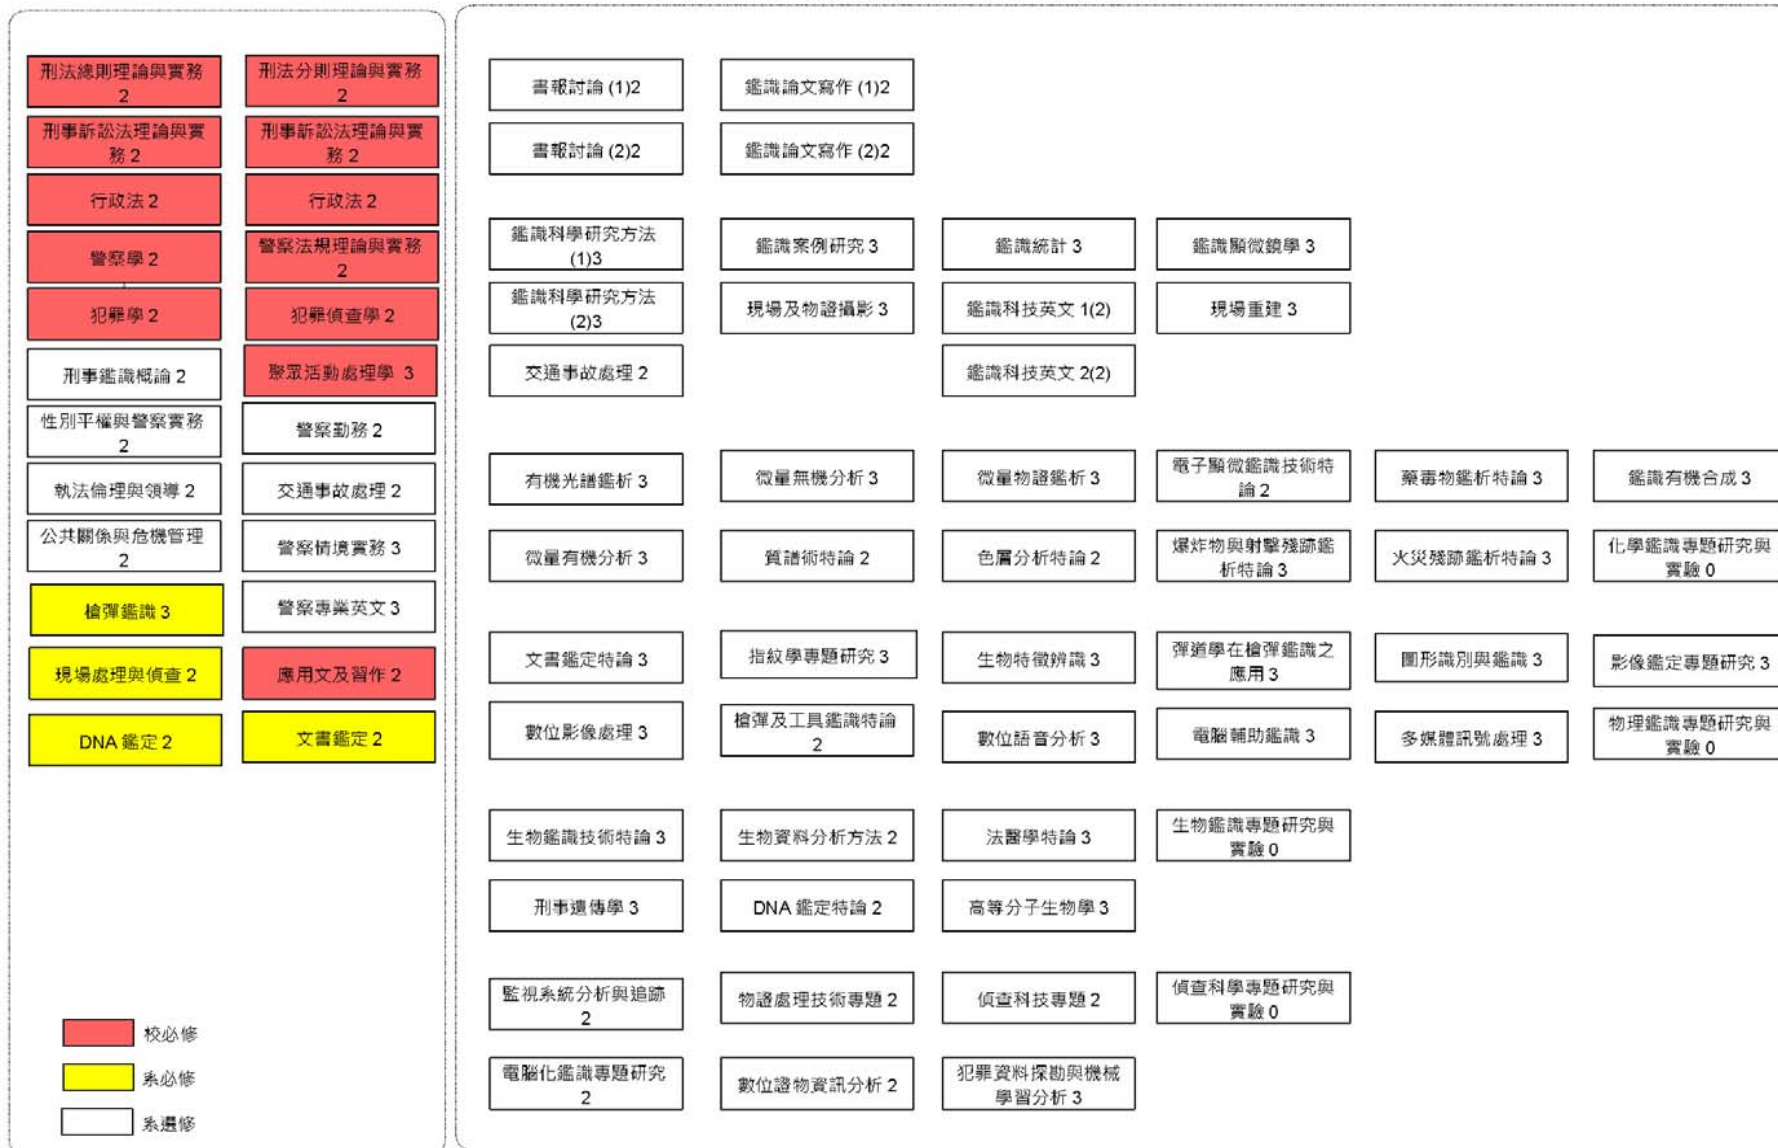 刑法總則理論與實務
2
刑法分則理論與實務
2
刑事訴訟法理論與實
務 2
刑事訴訟法理論與實
務 2
行政法 2
行政法 2
警察學 2
警察法規理論與實務
2
犯罪學 2
犯罪偵查學 2
刑事鑑識概論 2
聚眾活動處理學 3
性別平權與警察實務
2
警察勤務 2
執法倫理與領導 2
交通事故處理 2
公共關係與危機管理
2
警察情境實務 3
槍彈鑑識 3
警察專業英文 3
現場處理與偵查 2
應用文及習作 2
DNA 鑑定 2
文書鑑定 2
校必修
系必修
系選修
書報討論 (1)2
鑑識論文寫作 (1)2
書報討論 (2)2
鑑識論文寫作 (2)2
鑑識科學研究方法
(1)3
鑑識案例研究 3
鑑識統計 3
鑑識顯微鏡學 3
鑑識科學研究方法
(2)3
現場及物證攝影 3
鑑識科技英文 1(2)
現場重建 3
交通事故處理 2
鑑識科技英文 2(2)
有機光譜鑑析 3
微量無機分析 3
微量物證鑑析 3
電子顯微鑑識技術特
論 2
藥毒物鑑析特論 3
鑑識有機合成 3
微量有機分析 3
質譜術特論 2
色層分析特論 2
爆炸物與射擊殘跡鑑
析特論 3
火災殘跡鑑析特論 3
化學鑑識專題研究與
實驗 0
文書鑑定特論 3
指紋學專題研究 3
生物特徵辨識 3
彈道學在槍彈鑑識之
應用 3
圖形識別與鑑識 3
影像鑑定專題研究 3
數位影像處理 3
槍彈及工具鑑識特論
2
數位語音分析 3
電腦輔助鑑識 3
多媒體訊號處理 3
物理鑑識專題研究與
實驗 0
生物鑑識技術特論 3
生物資料分析方法 2
法醫學特論 3
生物鑑識專題研究與
實驗 0
刑事遺傳學 3
DNA 鑑定特論 2
高等分子生物學 3
監視系統分析與追跡
2
物證處理技術專題 2
偵查科技專題 2
偵查科學專題研究與
實驗 0
電腦化鑑識專題研究
2
數位證物資訊分析 2
犯罪資料探勘與機械
學習分析 3